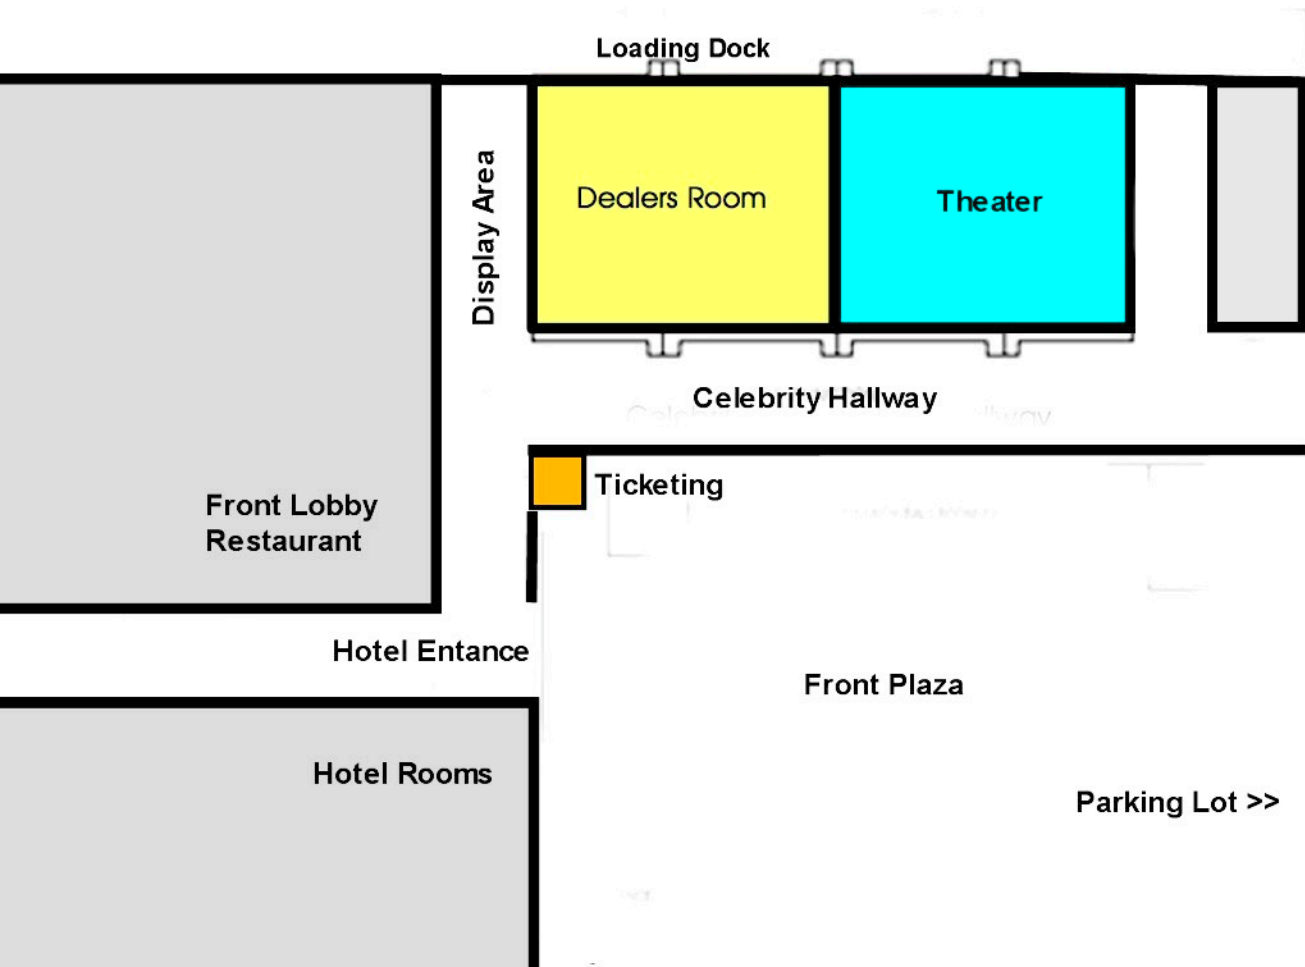 Loading Dock
Display Area
Dealers Room
Theater
Celebrity Hallway
Ticketing
Front Lobby
Restaurant
Hotel Entance
Front Plaza
Hotel Rooms
Parking Lot >>